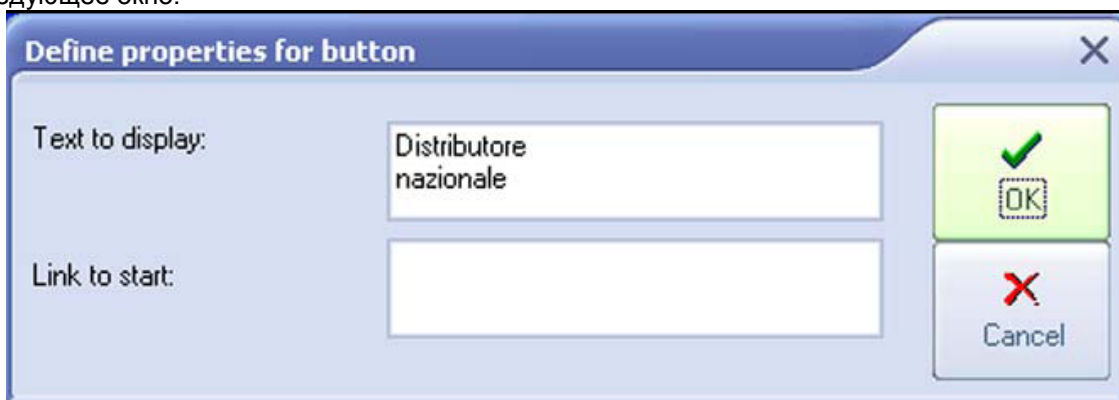 Define properties for button
Text to display:
Distributore
nazionale
OK
Link to start:
Cancel